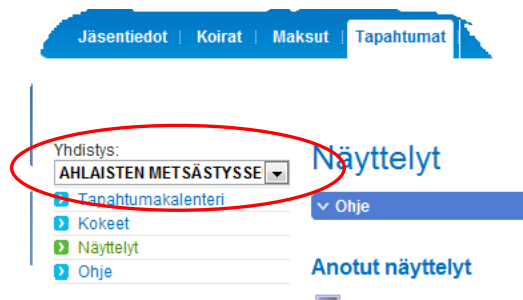 Jäsentiedot | Koirat | Maksut | Tapahtumat
Yhdistys:
AHLAISTEN METSÄSTYSSE
Tapahtumakalenteri
Kokeet
Näyttelyt
Ohje
Näyttelyt
Ohje
Anotut näyttelyt